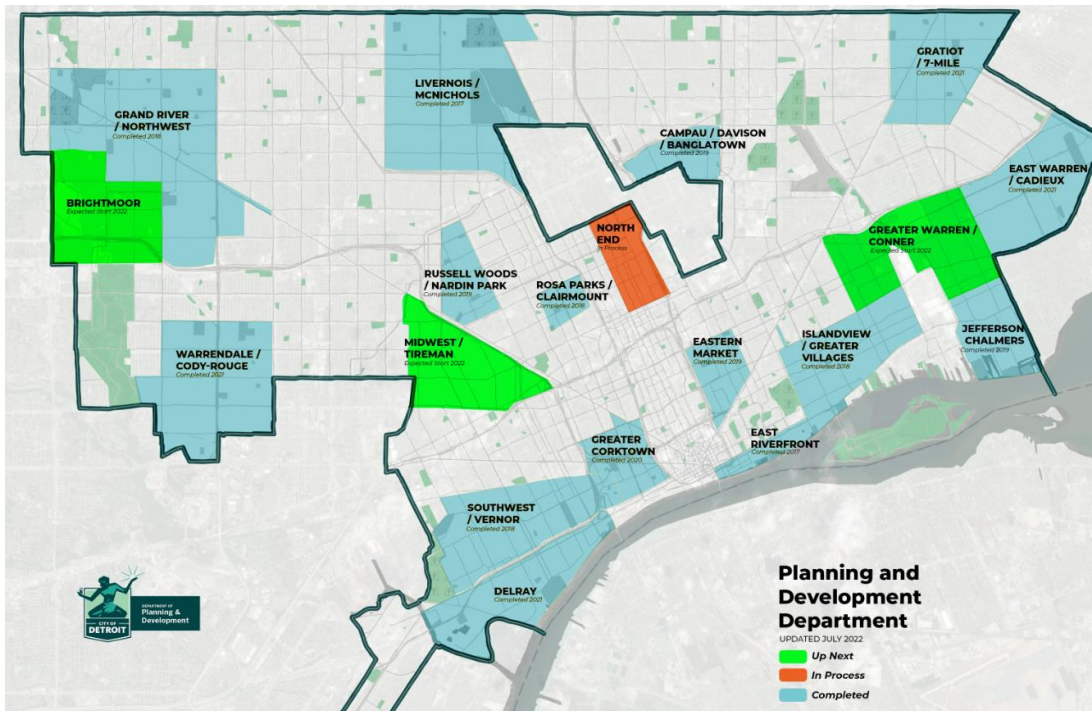 GRATIOT
/ 7-MILE
Completed 2021
LIVERNOIS /
MCNICHOLS
Completed 2017
GRAND RIVER
/ NORTHWEST
Completed 2018
CAMPAU / DAVISON
/ BANGLATOWN
Completed 2019
EAST WARREN
/ CADIEUX
Completed 2021
BRIGHTMOOR
Expected Start 2022
NORTH
END
In Process
GREATER WARREN /
CONNER
Expected Start 2022
RUSSELL WOODS
/ NARDIN PARK
Completed 2019
ROSA PARKS /
CLAIRMOUNT
Completed 2018
MIDWEST /
TIREMAN
Expected Start 2022
EASTERN
MARKET
Completed 2019
ISLANDVIEW
/ GREATER
VILLAGES
Completed 2018
JEFFERSON
CHALMERS
Completed 2019
WARRENDALE /
CODY-ROUGE
Completed 2021
GREATER
CORKTOWN
Completed 2020
EAST
RIVERFRONT
Completed 2017
SOUTHWEST
/ VERNOR
Completed 2018
DELRAY
Completed 2021
CITY OF
DETROIT
DEPARTMENT OF
Planning &
Development
Planning and
Development
Department
UPDATED JULY 2022
Up Next
In Process
Completed